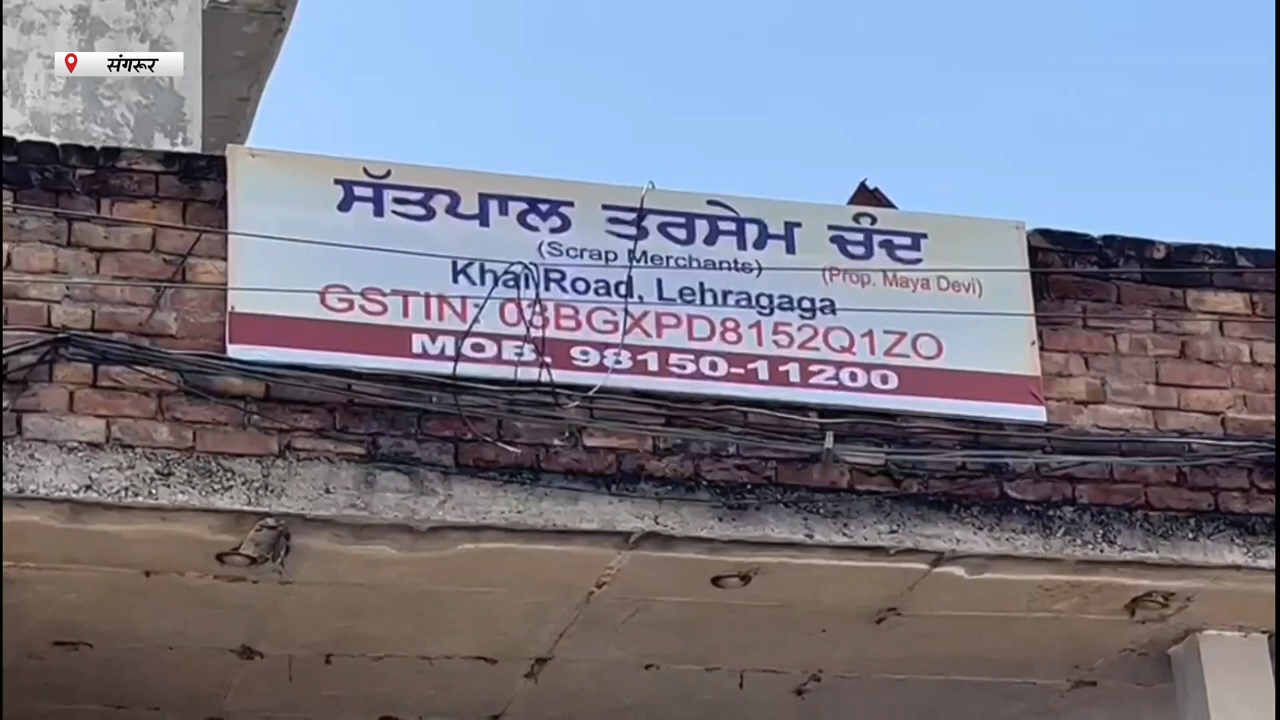 संगरूर
ਸੱਤਪਾਲ ਤਰਸੇਮ ਚੰਦ
(Scrap Merchants)
(Prop. Maya Devi)
Khai Road, Lehragaga
GSTIN: 03BGXPD8152Q1ZO
MOB. 98150-11200